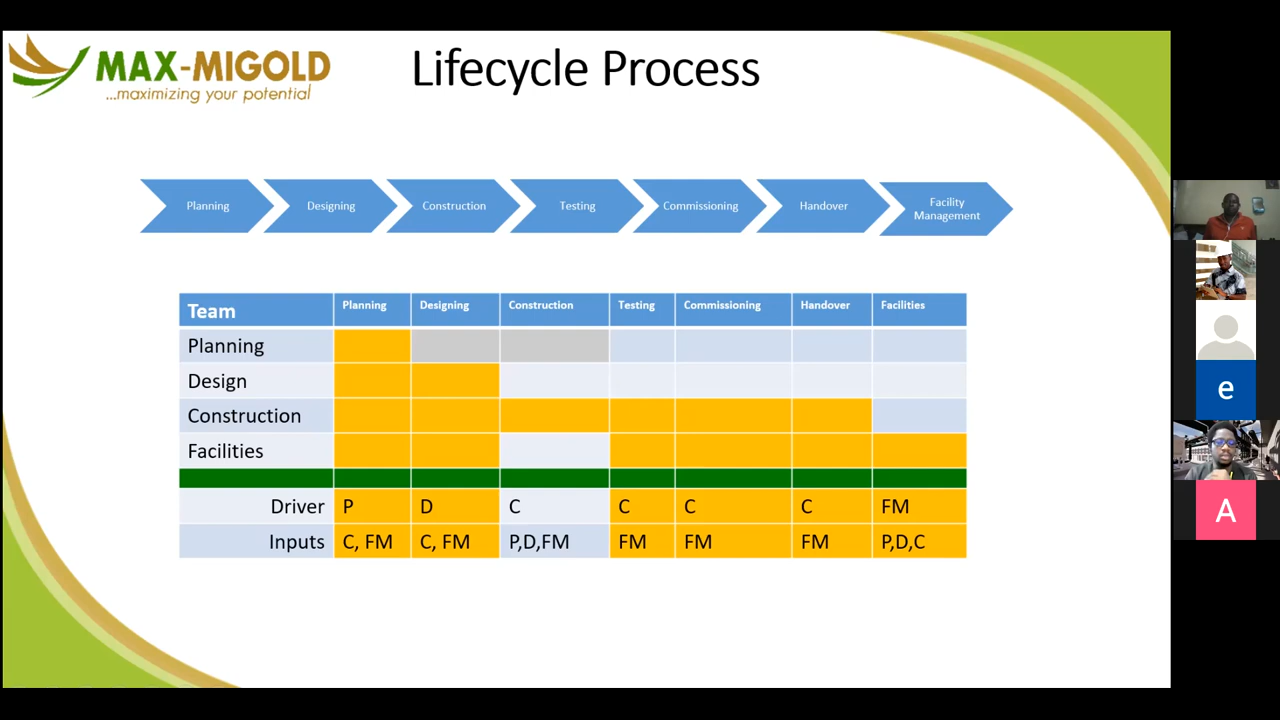 MAX-MIGOLD
...maximizing your potential
Lifecycle Process
Planning
Designing
Construction
Testing
Commissioning
Handover
Facility
Management
Team Planning Designing Construction Testing Commissioning Handover Facilities
Planning
Design
Construction
Facilities
Driver P D C C C C FM
Inputs C, FM C, FM P,D,FM FM FM FM P,D,C
e
A